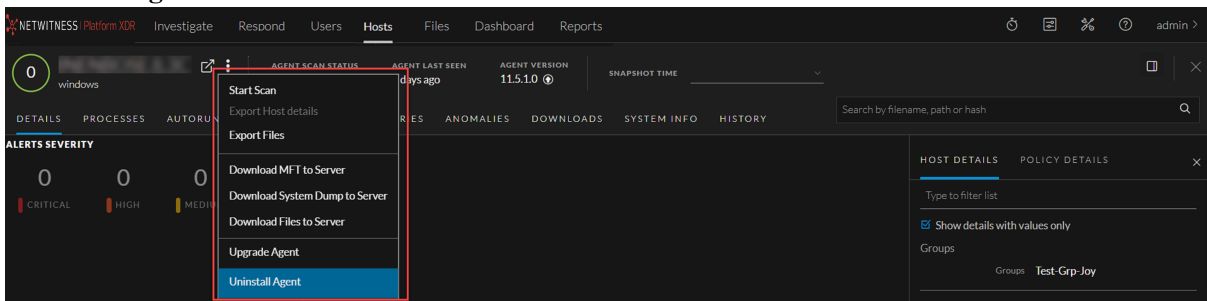 NETWITNESS Platform XDR Investigate Respond Users Hosts Files Dashboard Reports admin >
0 windows
AGENT SCAN STATUS AGENT LAST SEEN AGENT VERSION SNAPSHOT TIME
days ago 11.5.1.0
Start Scan
Export Host details
Export Files
Download MFT to Server
Download System Dump to Server
Download Files to Server
Upgrade Agent
Uninstall Agent
DETAILS PROCESSES AUTORUN RIES ANOMALIES DOWNLOADS SYSTEM INFO HISTORY
Search by filename, path or hash
ALERTS SEVERITY
0 0 0
CRITICAL HIGH MEDIU
HOST DETAILS POLICY DETAILS
Type to filter list
Show details with values only
Groups
Groups Test-Grp-Joy